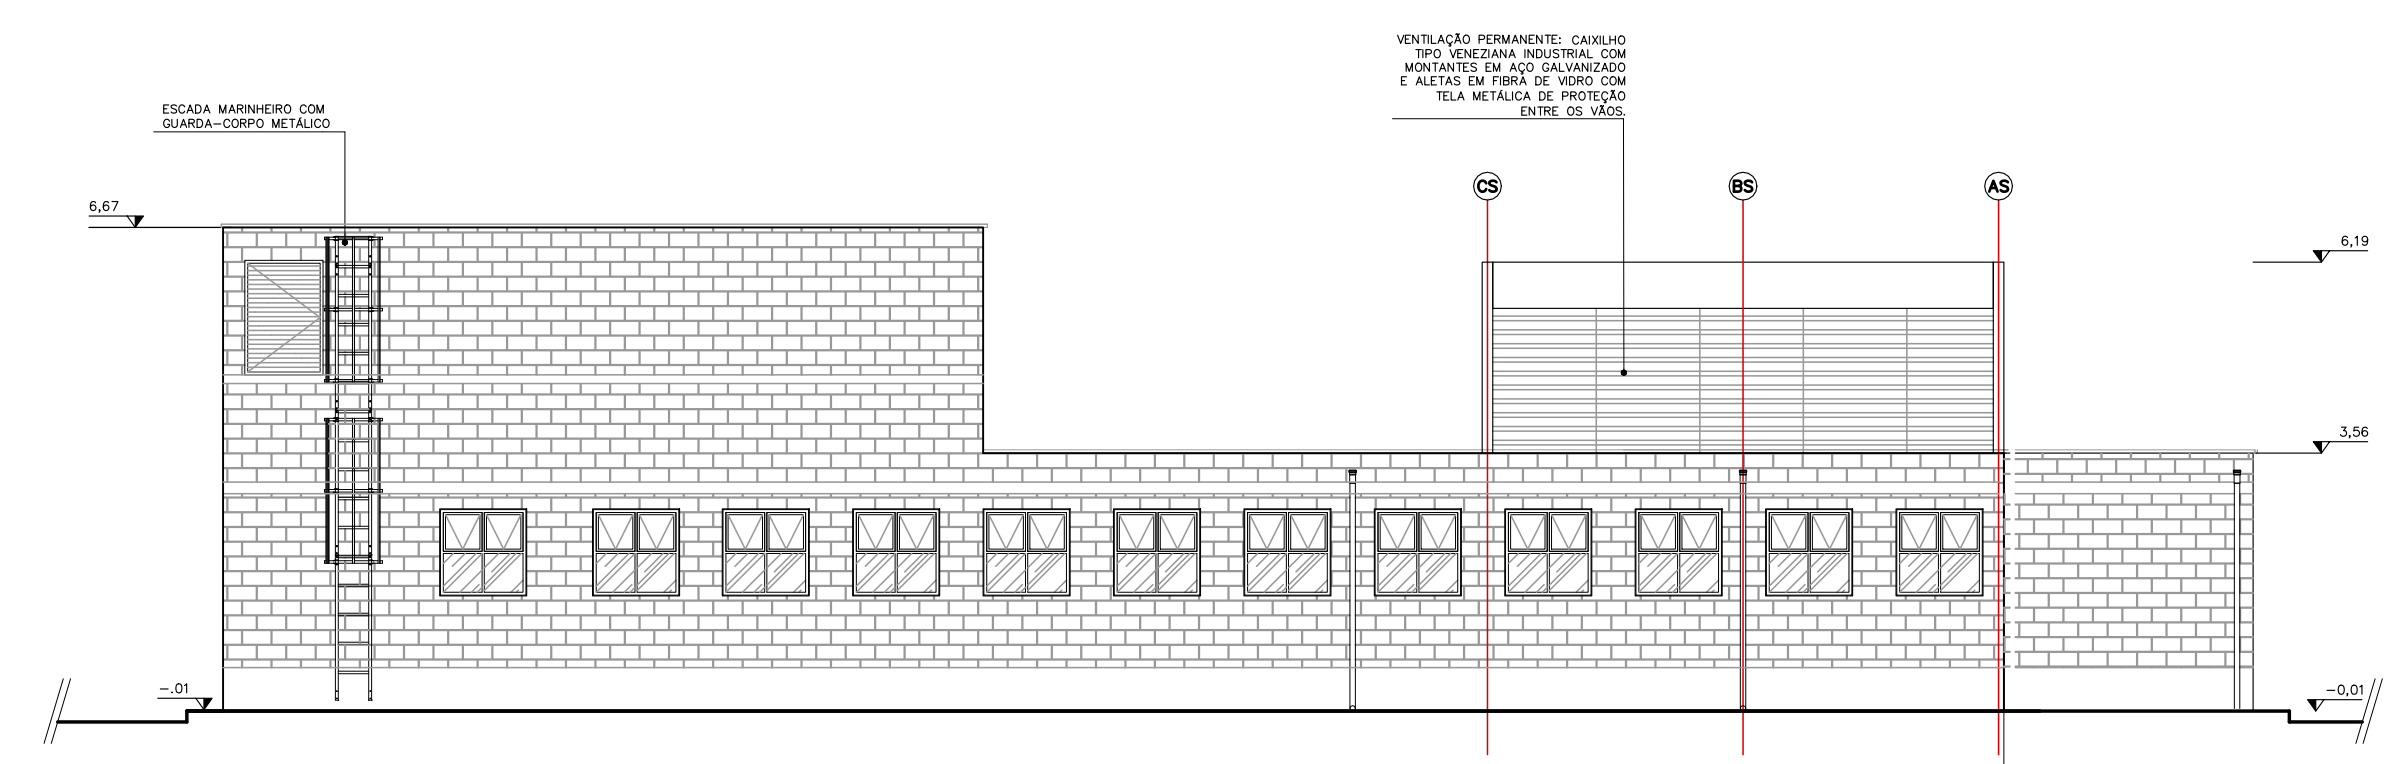 VENTILAÇÃO PERMANENTE: CAIXILHO
TIPO VENEZIANA INDUSTRIAL COM
MONTANTES EM AÇO GALVANIZADO
E ALETAS EM FIBRA DE VIDRO COM
TELA METÁLICA DE PROTEÇÃO
ENTRE OS VÃOS.
ESCADA MARINHEIRO COM
GUARDA-CORPO METÁLICO
CS
BS
AS
6,67
6,19
3,56
-.01
-0,01